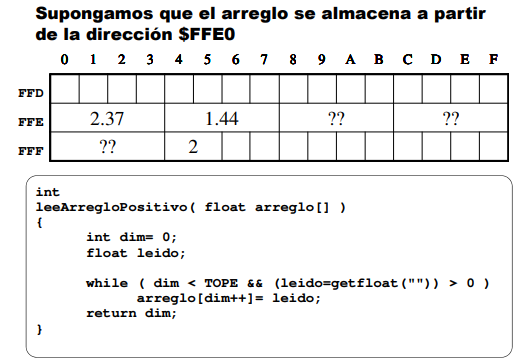 Supongamos que el arreglo se almacena a partir
de la dirección $FFE0
0 1 2 3 4 5 6 7 8 9 A B C D E F
FFD
FFE 2.37 1.44 ?? ??
FFF ?? 2
int
leeArregloPositivo( float arreglo[] )
{
int dim= 0;
float leido;
while ( dim < TOPE && (leido=getfloat("")) > 0 )
arreglo[dim++]= leido;
return dim;
}